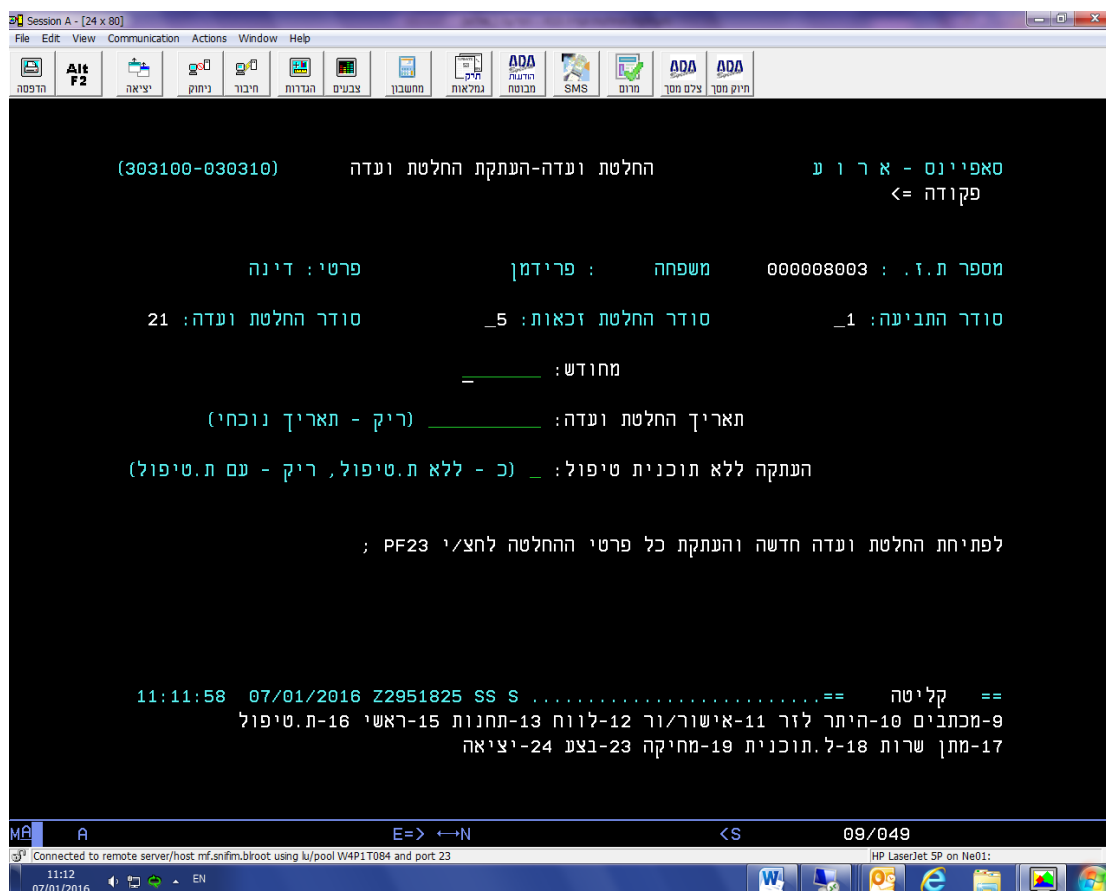 Session A - [24 x 80]
File Edit View Communication Actions Window Help
Alt F2
הדפסה
יציאה
ניתוק
חיבור
הגדרות
צבעים
מחשבון
תיק גמלאות
ADA הודעות מבוטח
SMS
מרום
ADA צלם מסך
ADA תיוק מסך
סאפיינס - א ר ו ע החלטת ועדה-העתקת החלטת ועדה (303100-030310)
פקודה =>
מספר ת.ז. : 000008003 משפחה : פרידמן פרטי: דינה
סודר התביעה: 1_ סודר החלטת זכאות: 5_ סודר החלטת ועדה: 21
מחודש: ________
תאריך החלטת ועדה: __________ (ריק - תאריך נוכחי)
העתקה ללא תוכנית טיפול: _ (כ - ללא ת.טיפול, ריק - עם ת.טיפול)
לפתיחת החלטת ועדה חדשה והעתקת כל פרטי ההחלטה לחצ/י PF23 ;
== קליטה ==.......................... 11:11:58 07/01/2016 Z2951825 SS S
9-מכתבים 10-היתר לזר 11-אישור/ור 12-לווח 13-תחנות 15-ראשי 16-ת.טיפול
17-מתן שרות 18-ל.תוכנית 19-מחיקה 23-בצע 24-יציאה
MA A E=> ←→N <S 09/049
Connected to remote server/host mf.snifim.blroot using lu/pool W4P1T084 and port 23
HP LaserJet 5P on Ne01:
11:12
07/01/2016
EN